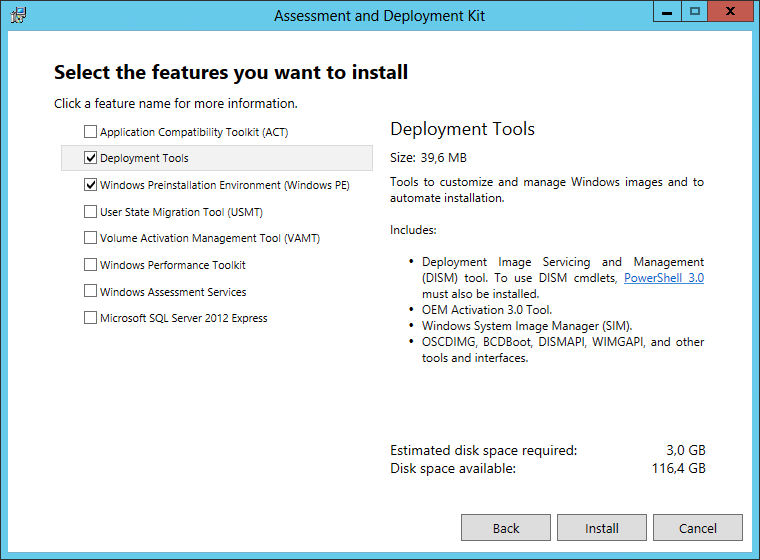 Assessment and Deployment Kit
Select the features you want to install
Click a feature name for more information.
Application Compatibility Toolkit (ACT)
Deployment Tools
Windows Preinstallation Environment (Windows PE)
User State Migration Tool (USMT)
Volume Activation Management Tool (VAMT)
Windows Performance Toolkit
Windows Assessment Services
Microsoft SQL Server 2012 Express
Deployment Tools
Size: 39,6 MB
Tools to customize and manage Windows images and to
automate installation.
Includes:
• Deployment Image Servicing and Management
(DISM) tool. To use DISM cmdlets, PowerShell 3.0
must also be installed.
• OEM Activation 3.0 Tool.
• Windows System Image Manager (SIM).
• OSCDIMG, BCDBoot, DISMAPI, WIMGAPI, and other
tools and interfaces.
Estimated disk space required: 3,0 GB
Disk space available: 116,4 GB
Back Install Cancel